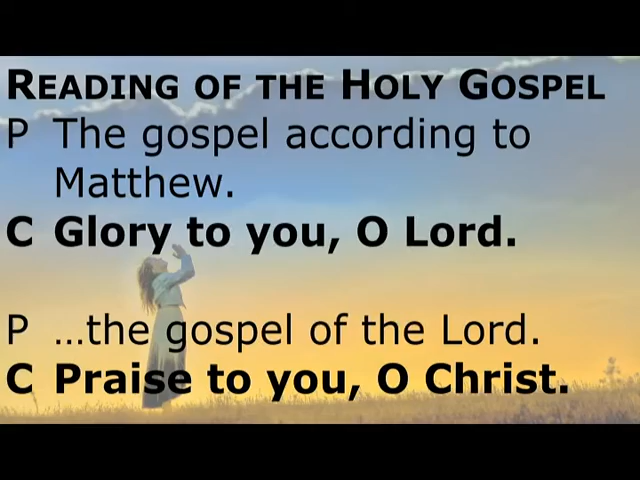 READING OF THE HOLY GOSPEL
P The gospel according to
Matthew.
C Glory to you, O Lord.
P …the gospel of the Lord.
C Praise to you, O Christ.